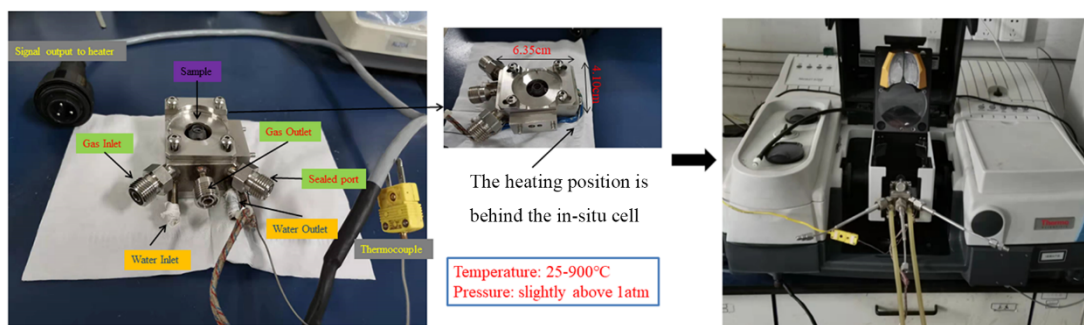 Signal output to heater
Sample
Gas Inlet
Gas Outlet
Sealed port
Water Outlet
Water Inlet
Thermocouple
6.35cm
4.10cm
The heating position is
behind the in-situ cell
Temperature: 25-900℃
Pressure: slightly above 1atm
Thermo